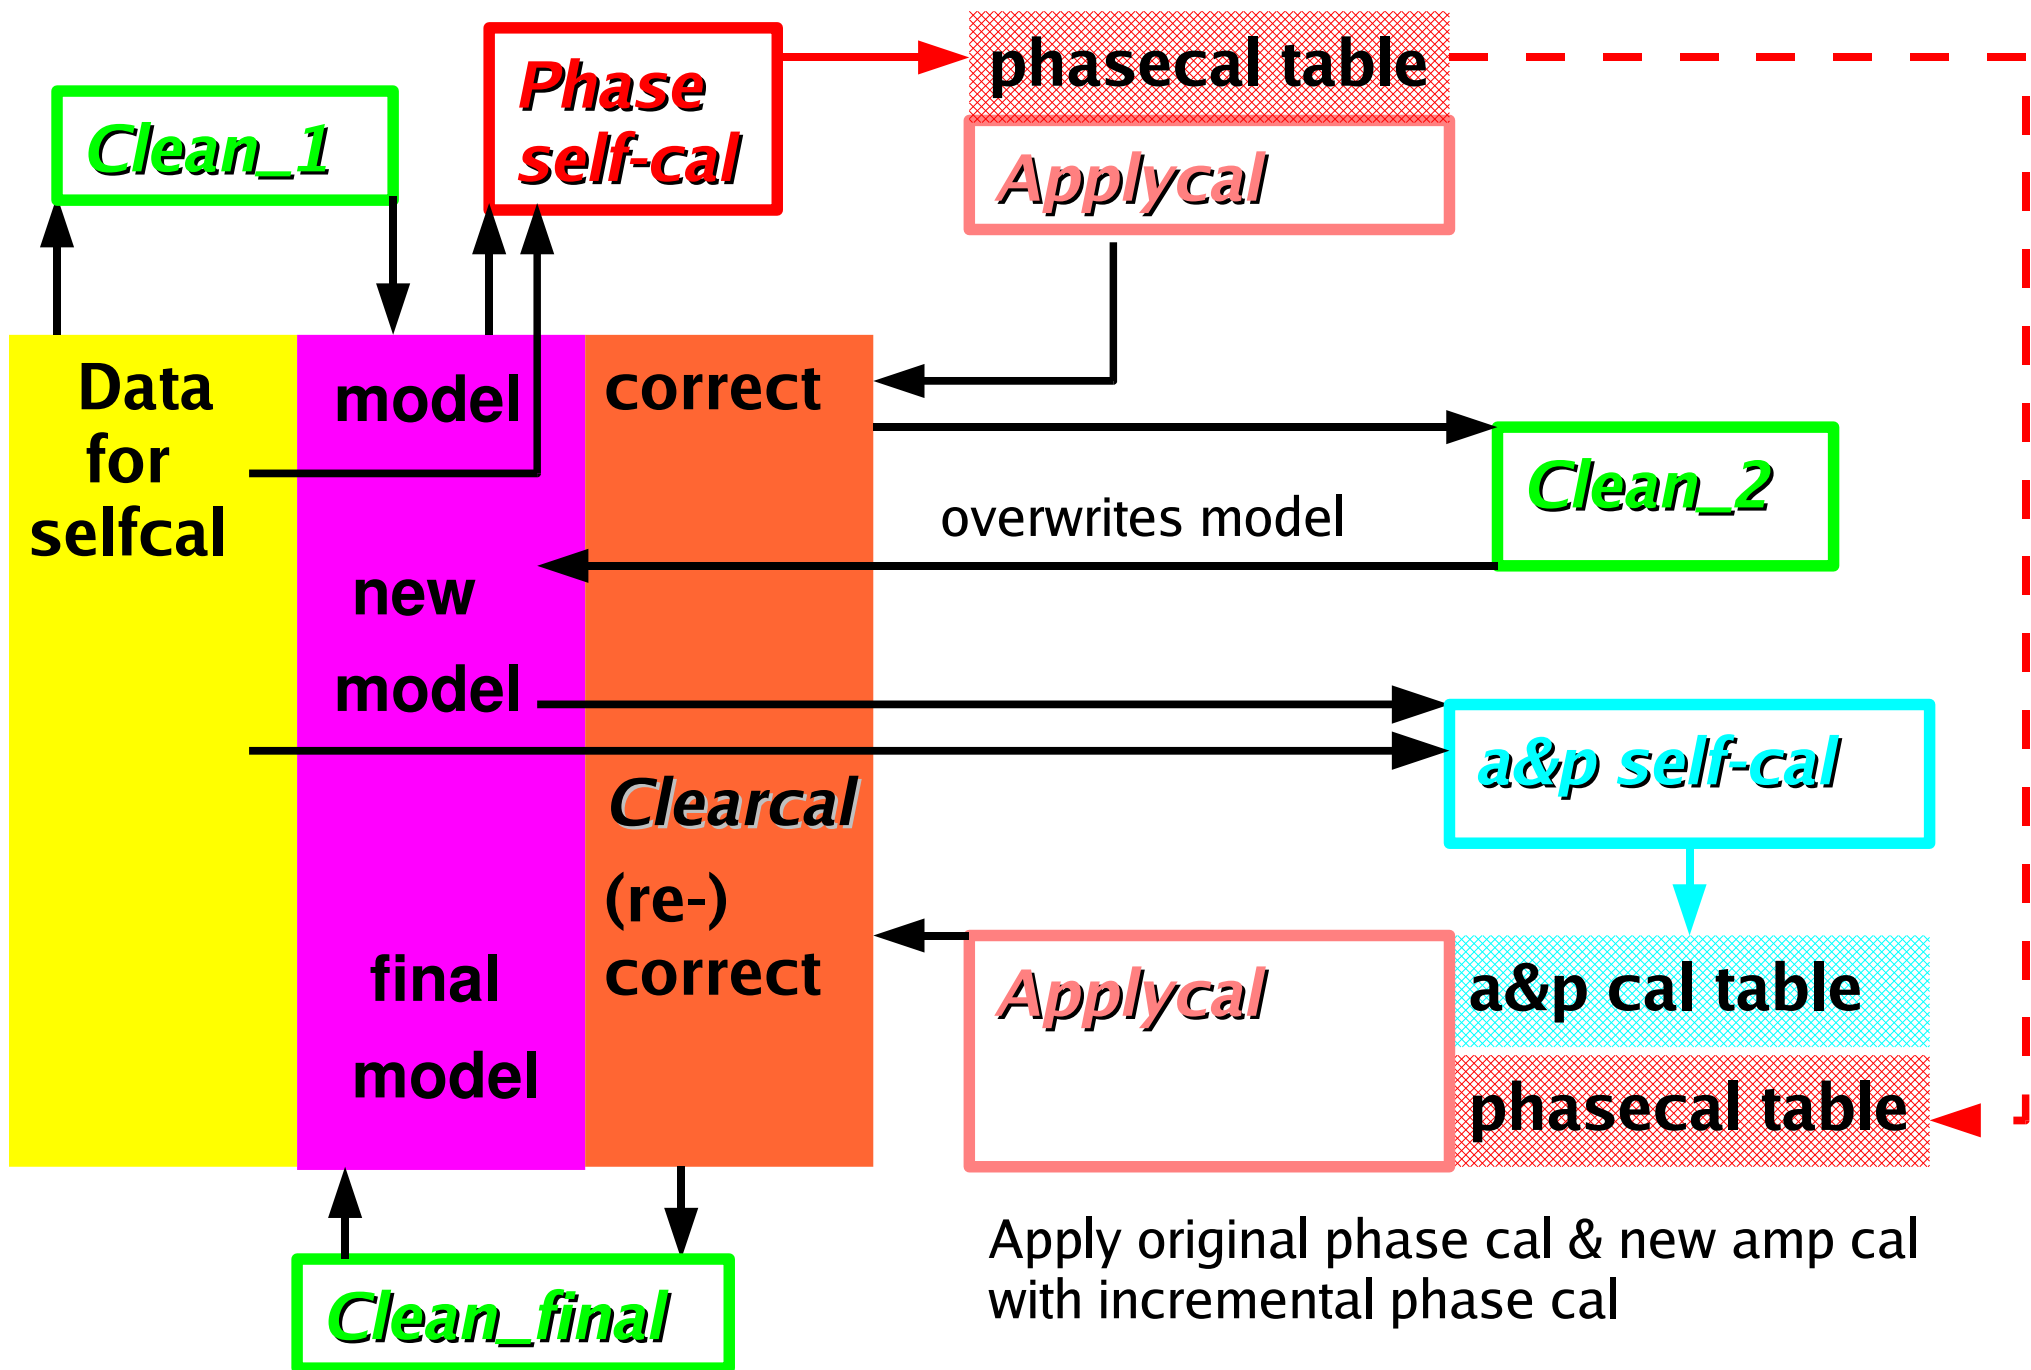 Clean_1
Phase
self-cal
phasecal table
Applycal
Data
for
selfcal
model
new
model
final
model
correct
Clearcal
(re-)
correct
overwrites model
Clean_2
a&p self-cal
Applycal
a&p cal table
phasecal table
Apply original phase cal & new amp cal
with incremental phase cal
Clean_final